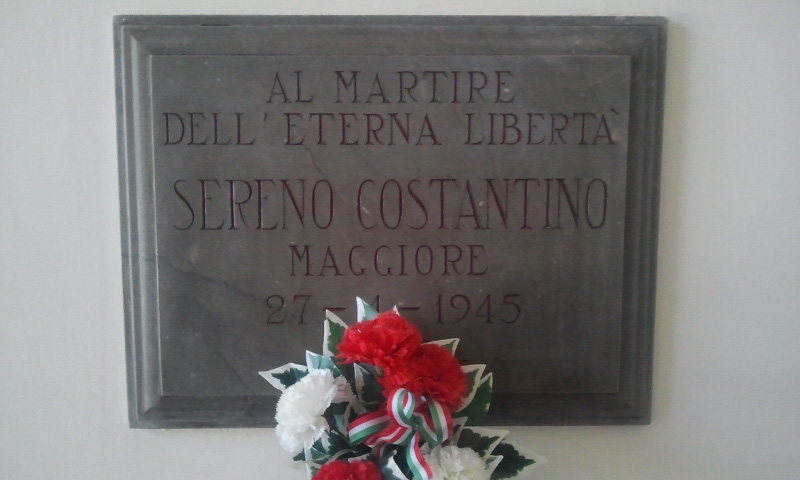 AL MARTIRE
DELL'ETERNA LIBERTÀ
SERENO COSTANTINO
MAGGIORE
27-4-1945